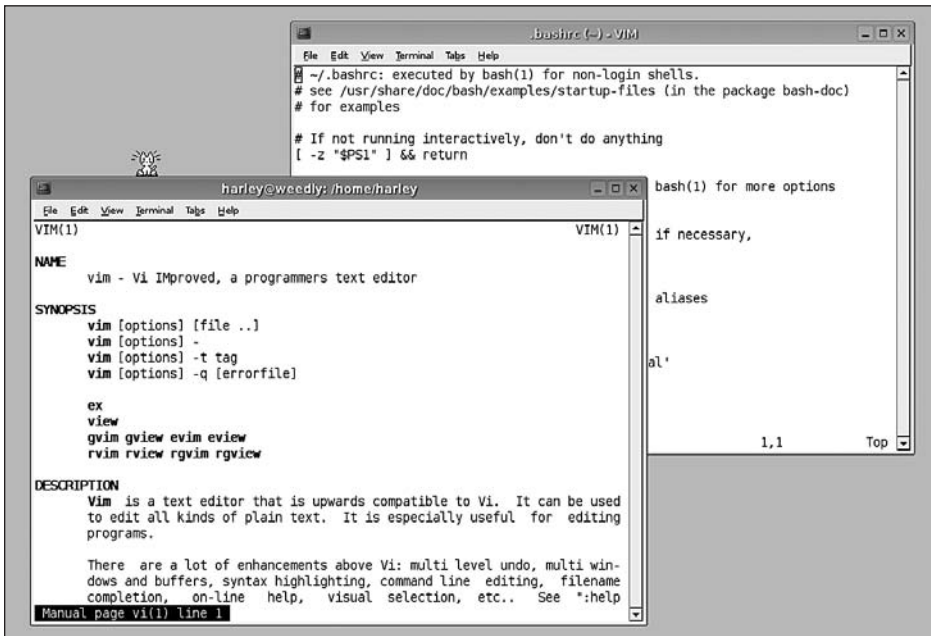 .bashrc (~) - VIM
File Edit View Terminal Tabs Help
# ~/.bashrc: executed by bash(1) for non-login shells.
# see /usr/share/doc/bash/examples/startup-files (in the package bash-doc)
# for examples
# If not running interactively, don't do anything
[ -z "$PS1" ] && return
bash(1) for more options
if necessary,
aliases
al'
1,1 Top
harley@weedly: /home/harley
File Edit View Terminal Tabs Help
VIM(1) VIM(1)
NAME
vim - Vi IMproved, a programmers text editor
SYNOPSIS
vim [options] [file ..]
vim [options] -
vim [options] -t tag
vim [options] -q [errorfile]
ex
view
gvim gview evim eview
rvim rview rgvim rgview
DESCRIPTION
Vim is a text editor that is upwards compatible to Vi. It can be used
to edit all kinds of plain text. It is especially useful for editing
programs.
There are a lot of enhancements above Vi: multi level undo, multi win-
dows and buffers, syntax highlighting, command line editing, filename
completion, on-line help, visual selection, etc.. See ":help
Manual page vi(1) line 1